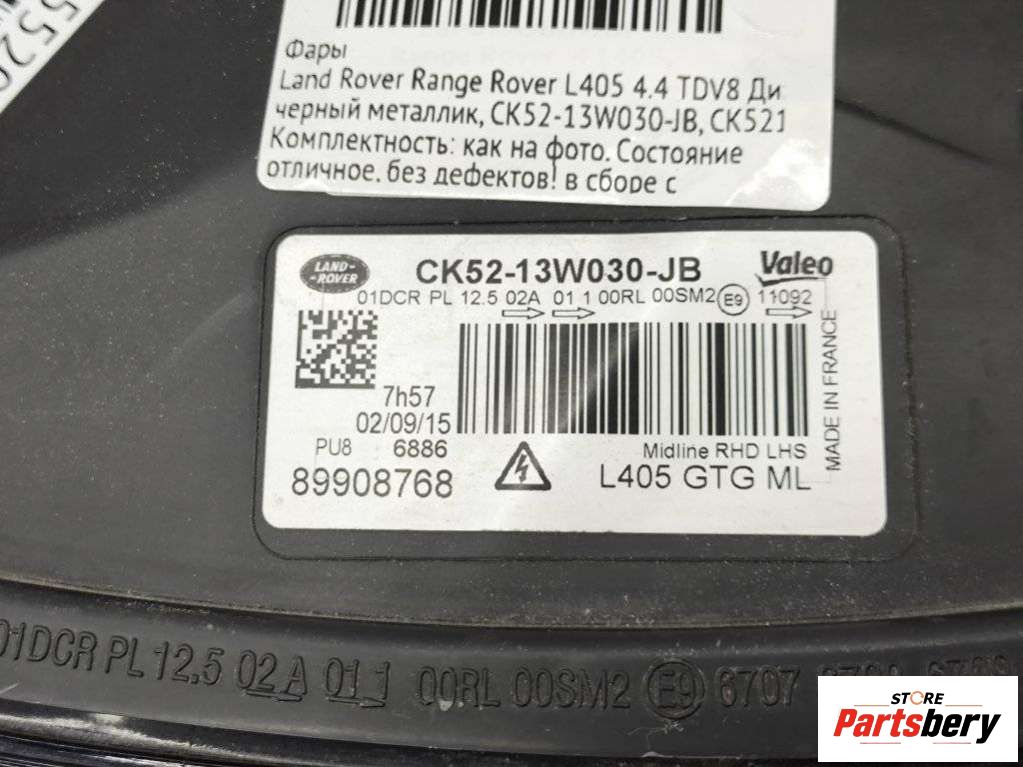 5520
Фары
Land Rover Range Rover L405 4.4 TDV8 Ди
черный металлик, CK52-13W030-JB, CK521
Комплектность: как на фото. Состояние
отличное. без дефектов! в сборе с
LAND-
-ROVER
CK52-13W030-JB
Valeo
01DCR PL 12.5 02A 01 1 00RL 00SM2 E9 11092
7h57
02/09/15
PU8 6886
89908768
Midline RHD LHS
L405 GTG ML
MADE IN FRANCE
01DCR PL 12.5 02A 01 1 00RL 00SM2 E9 6707
STORE
Partsbery